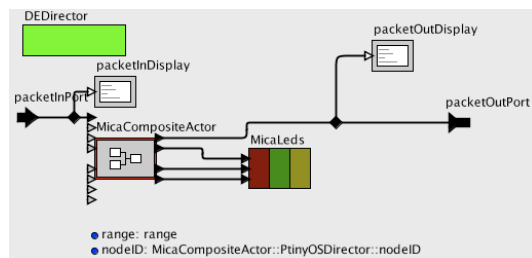 DEDirector
packetOutDisplay
packetInDisplay
packetInPort
packetOutPort
MicaCompositeActor
MicaLeds
range: range
nodeID: MicaCompositeActor::PtinyOSDirector::nodeID